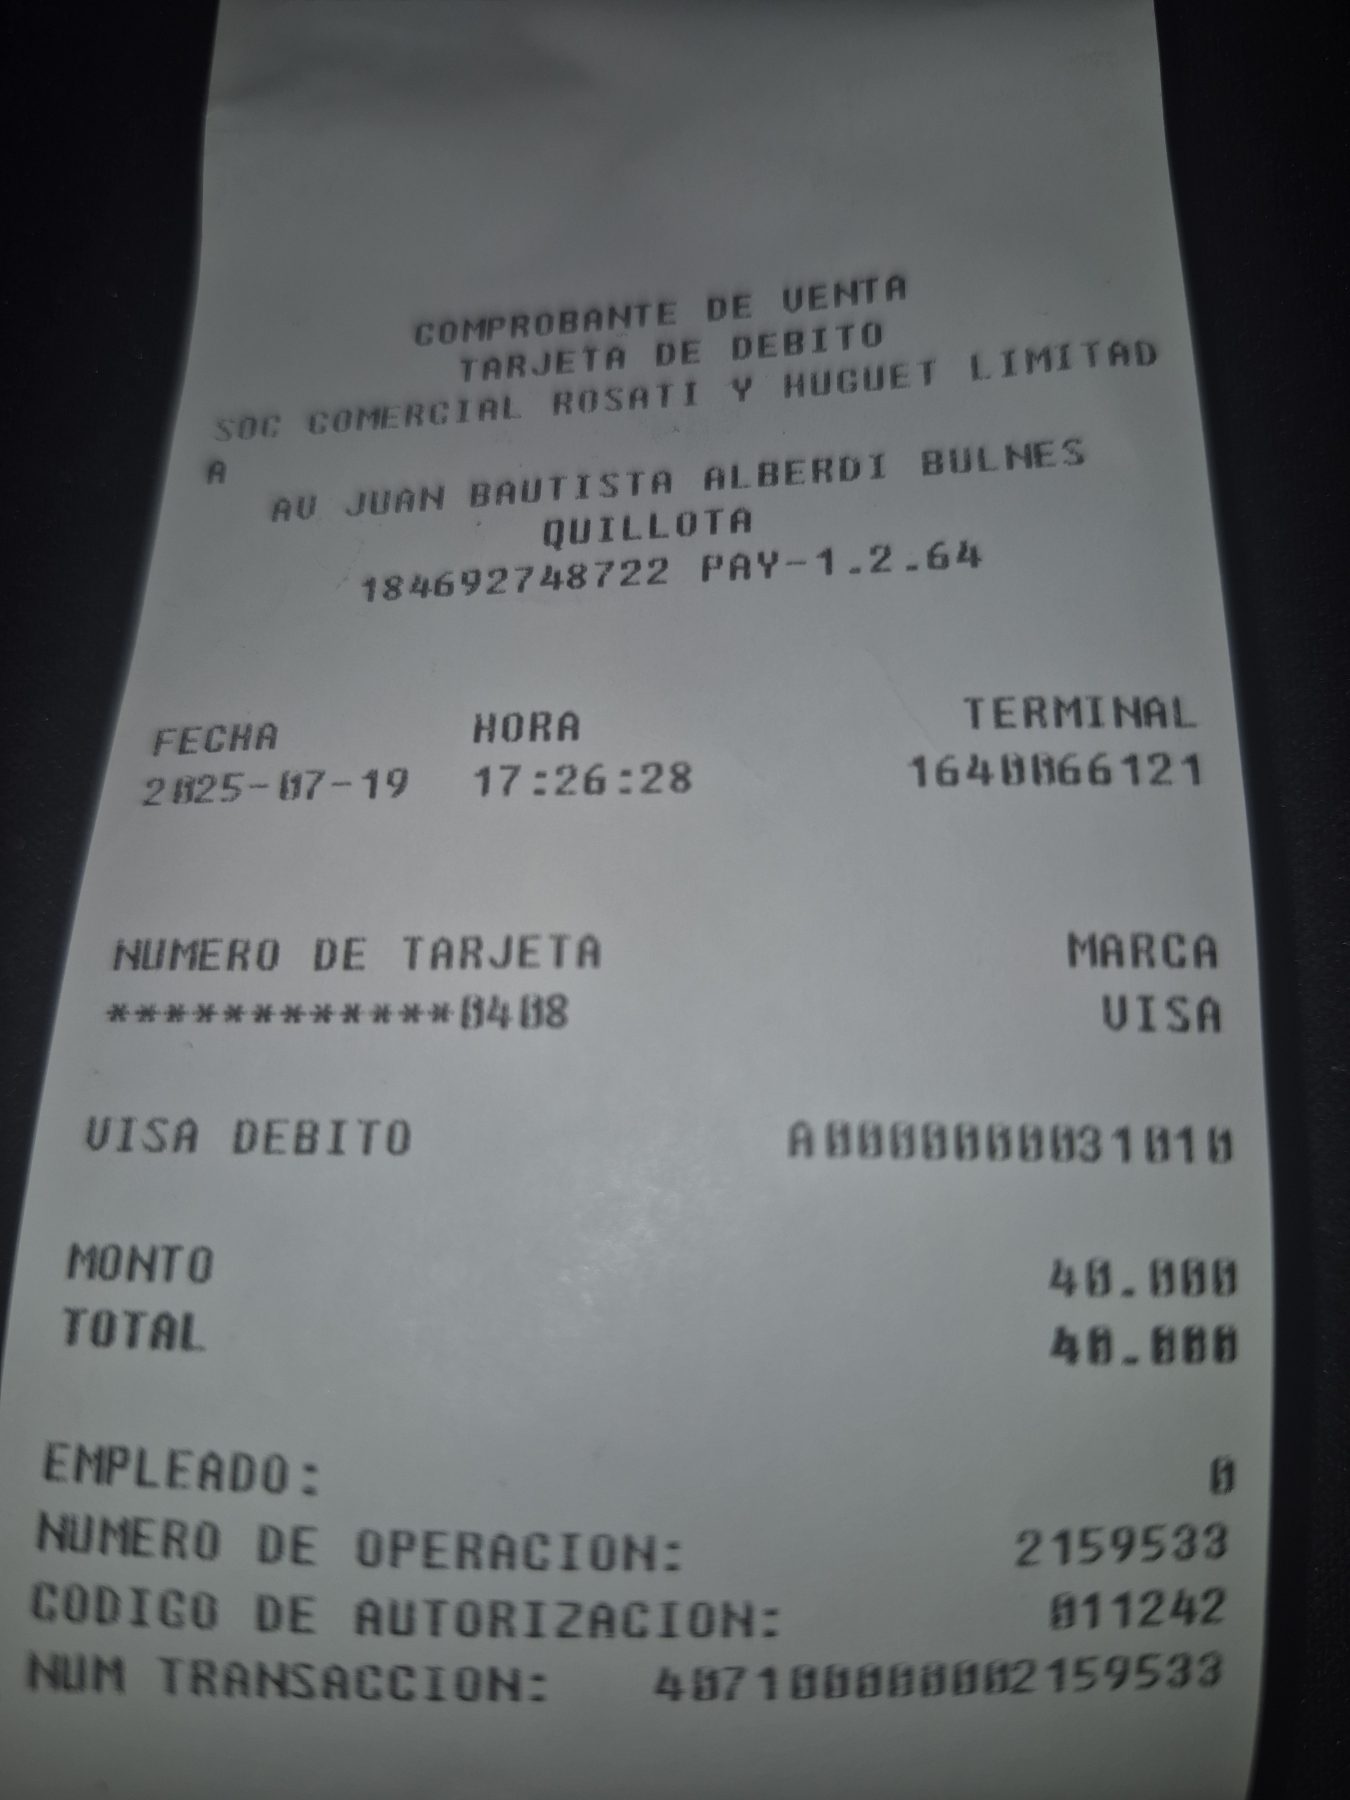 COMPROBANTE DE VENTA
TARJETA DE DEBITO
SOC COMERCIAL ROSATI Y HUGUET LIMITAD
A
AV JUAN BAUTISTA ALBERDI BULNES
QUILLOTA
184692748722 PAY-1.2.64
FECHA HORA TERMINAL
2025-07-19 17:26:28 1640066121
NUMERO DE TARJETA MARCA
************0408 VISA
VISA DEBITO A0000000031010
MONTO 40.000
TOTAL 40.000
EMPLEADO: 0
NUMERO DE OPERACION: 2159533
CODIGO DE AUTORIZACION: 011242
NUM TRANSACCION: 407100000002159533